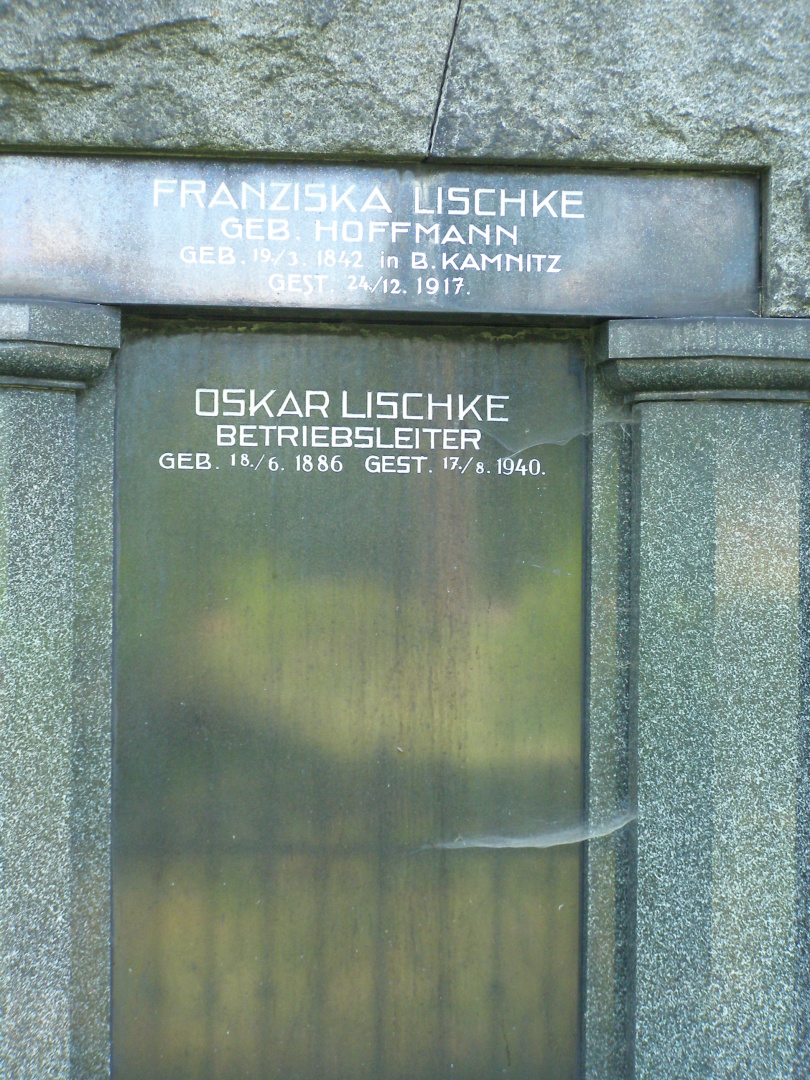 FRANZISKA LISCHKE
GEB. HOFFMANN
GEB. 19./3. 1842 in B. KAMNITZ
GEST. 24./12. 1917.
OSKAR LISCHKE
BETRIEBSLEITER
GEB. 18./6. 1886 GEST. 17./8. 1940.